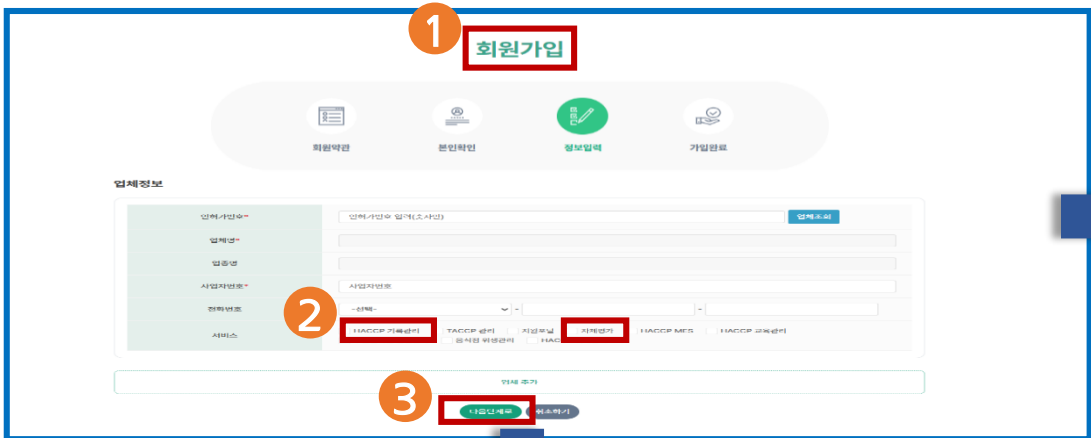 1
회원가입
회원약관 본인확인 정보입력 가입완료
업체정보
인허가번호*
업체조회
업체명*
업종명
사업자번호* 사업자번호
전화번호 -선택- - -
2
서비스 HACCP 기록관리 TACCP 관리 자체평가 HACCP MES HACCP 교육관리
음식점 위생관리
업체 추가
3
다음단계로 취소하기